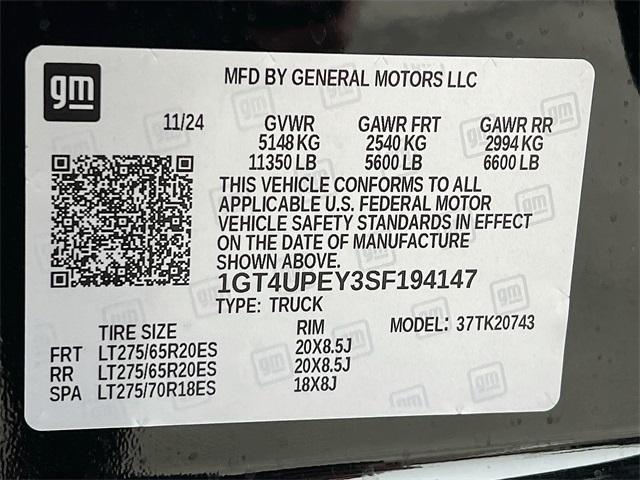 gm
MFD BY GENERAL MOTORS LLC
11/24 GVWR GAWR FRT GAWR RR
5148 KG 2540 KG 2994 KG
11350 LB 5600 LB 6600 LB
THIS VEHICLE CONFORMS TO ALL
APPLICABLE U.S. FEDERAL MOTOR
VEHICLE SAFETY STANDARDS IN EFFECT
ON THE DATE OF MANUFACTURE
SHOWN ABOVE.
1GT4UPEY3SF194147
TYPE: TRUCK
TIRE SIZE RIM MODEL: 37TK20743
FRT LT275/65R20ES 20X8.5J
RR LT275/65R20ES 20X8.5J
SPA LT275/70R18ES 18X8J